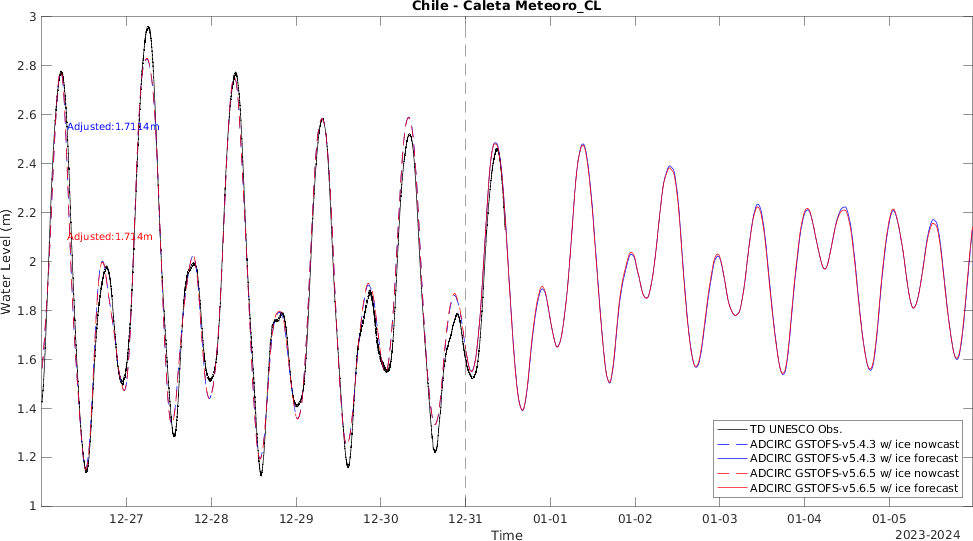 Chile - Caleta Meteoro_CL
3
2.8
2.6
2.4
2.2
2
1.8
1.6
1.4
1.2
1
Water Level (m)
Adjusted:1.7114m
Adjusted:1.714m
12-27
12-28
12-29
12-30
12-31
01-01
01-02
01-03
01-04
01-05
Time
2023-2024
TD UNESCO Obs.
ADCIRC GSTOFS-v5.4.3 w/ ice nowcast
ADCIRC GSTOFS-v5.4.3 w/ ice forecast
ADCIRC GSTOFS-v5.6.5 w/ ice nowcast
ADCIRC GSTOFS-v5.6.5 w/ ice forecast